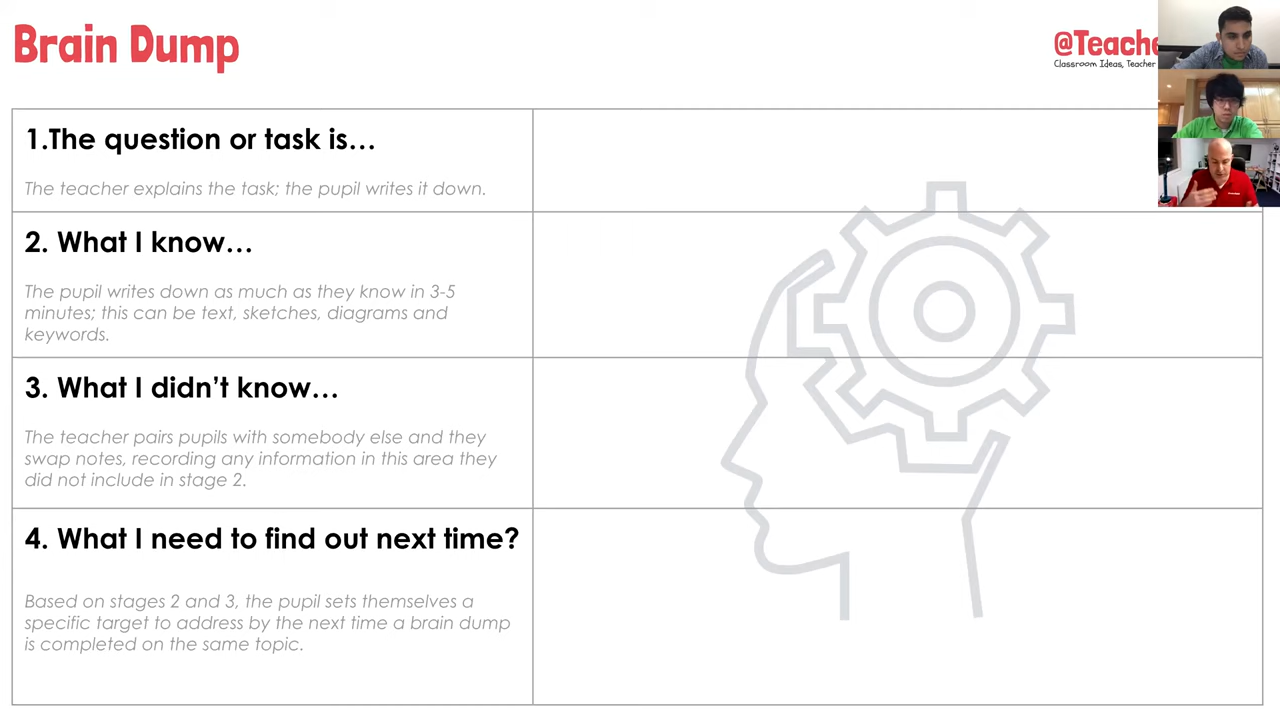 Brain Dump
@Teache
Classroom Ideas, Teacher
1.The question or task is…
The teacher explains the task; the pupil writes it down.
2. What I know…
The pupil writes down as much as they know in 3-5
minutes; this can be text, sketches, diagrams and
keywords.
3. What I didn’t know…
The teacher pairs pupils with somebody else and they
swap notes, recording any information in this area they
did not include in stage 2.
4. What I need to find out next time?
Based on stages 2 and 3, the pupil sets themselves a
specific target to address by the next time a brain dump
is completed on the same topic.